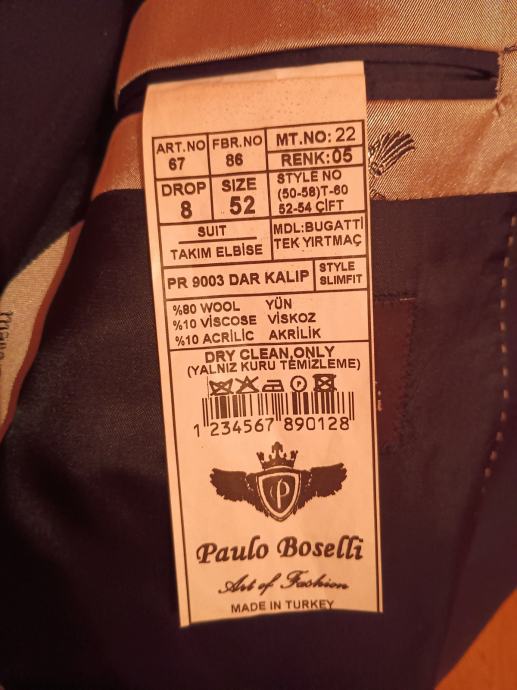 ART.NO FBR.NO MT.NO: 22
67 86 RENK:05
DROP SIZE STYLE NO
8 52 (50-58)T-60
52-54 ÇİFT
SUIT MDL:BUGATTI
TAKIM ELBİSE TEK YIRTMAÇ
PR 9003 DAR KALIP STYLE
SLIMFIT
%80 WOOL YÜN
%10 VISCOSE VİSKOZ
%10 ACRİLİC AKRİLİK
DRY CLEAN,ONLY
(YALNIZ KURU TEMİZLEME)
1 234567 890128
P
Paulo Boselli
Art of Fashion
MADE IN TURKEY